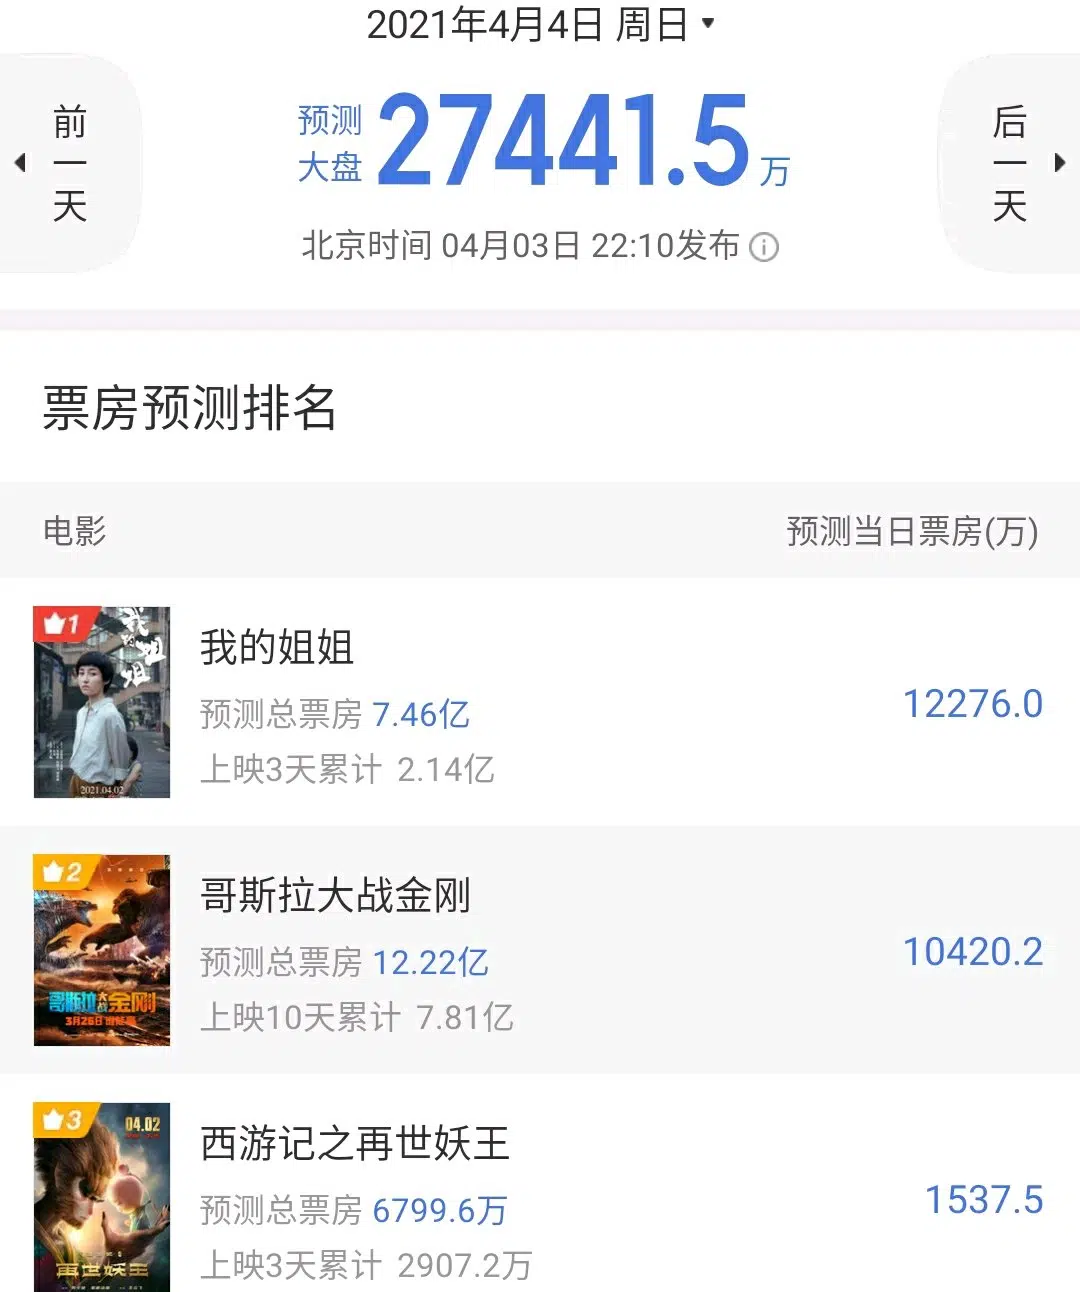 2021年4月4日 周日
前一天
预测大盘 27441.5 万
后一天
北京时间 04月03日 22:10发布
票房预测排名
电影 预测当日票房(万)
1
我的姐姐
我的姐姐
预测总票房 7.46亿
12276.0
上映3天累计 2.14亿
2021.04.02
2
哥斯拉大战金刚
预测总票房 12.22亿
10420.2
上映10天累计 7.81亿
哥斯拉大战金刚
3
04.02
西游记之再世妖王
预测总票房 6799.6万
1537.5
上映3天累计 2907.2万
再世妖王